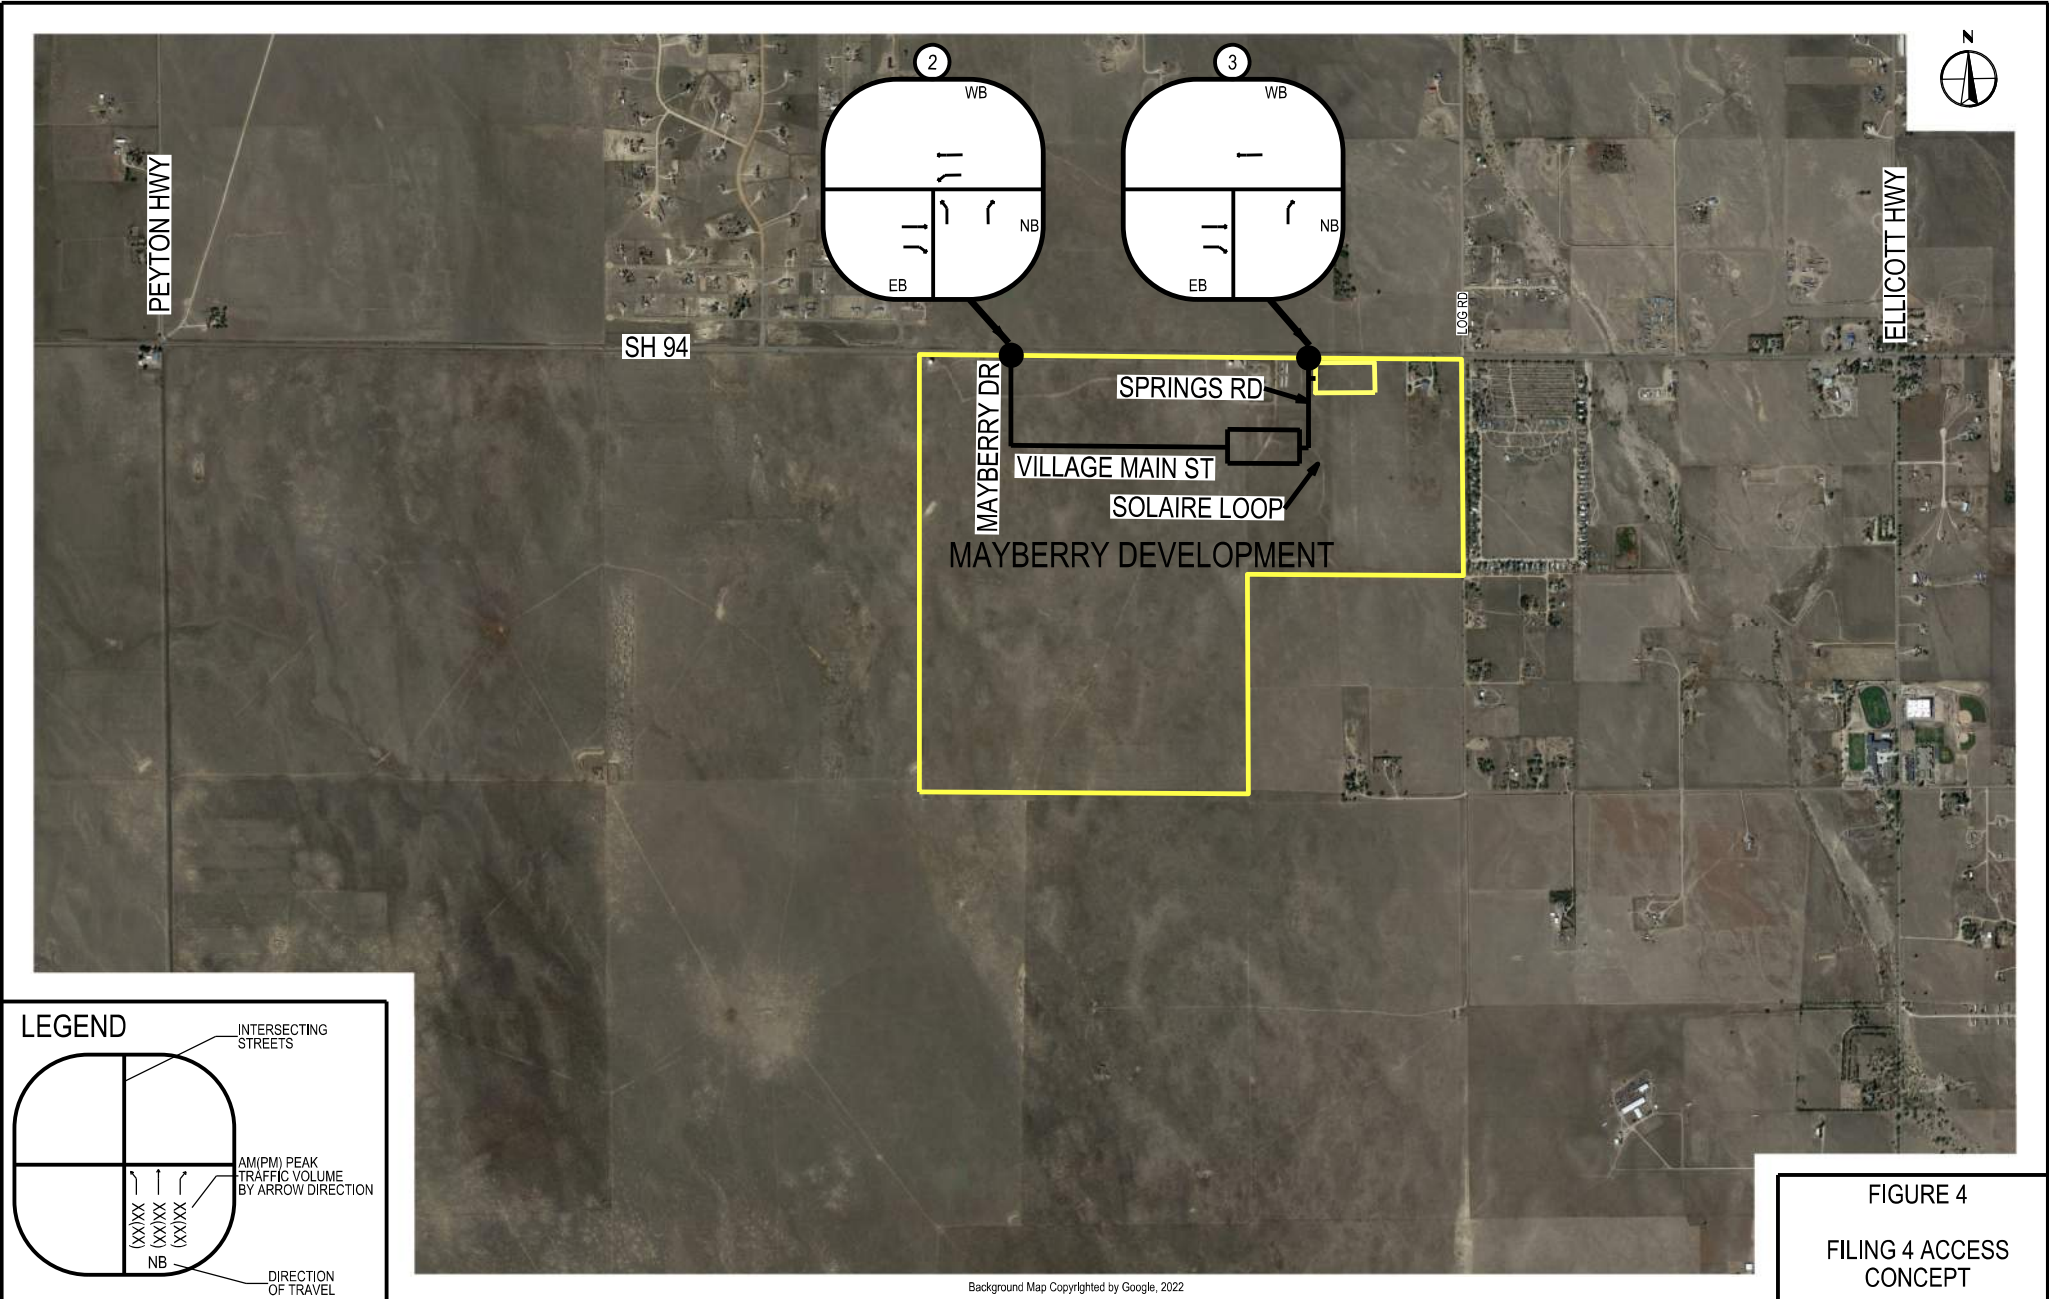 N
2
3
WB
WB
NB
NB
EB
EB
PEYTON HWY
ELLICOTT HWY
LOG RD
SH 94
MAYBERRY DR
SPRINGS RD
VILLAGE MAIN ST
SOLAIRE LOOP
MAYBERRY DEVELOPMENT
LEGEND
INTERSECTING
STREETS
AM(PM) PEAK
TRAFFIC VOLUME
BY ARROW DIRECTION
XX(XX)
XX(XX)
XX(XX)
NB
DIRECTION
OF TRAVEL
Background Map Copyrighted by Google, 2022
FIGURE 4
FILING 4 ACCESS
CONCEPT